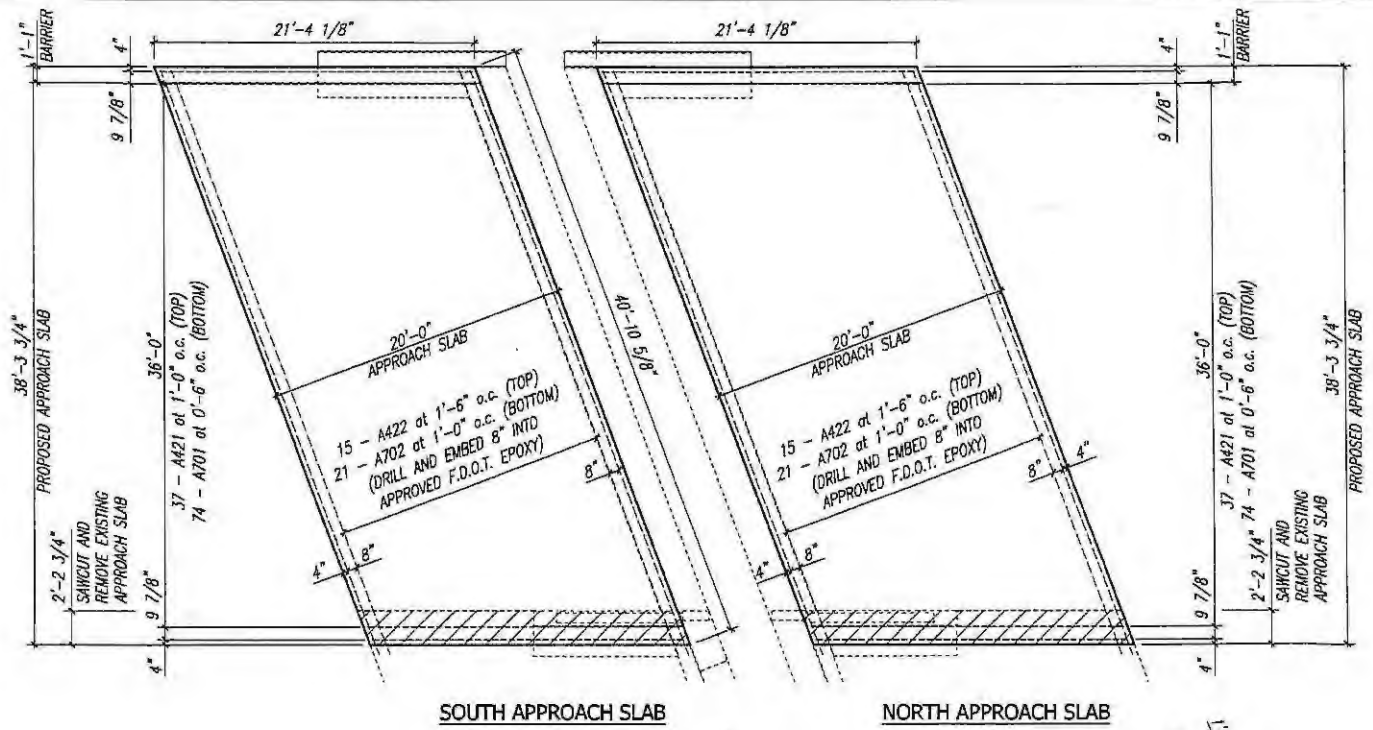 1'-1"
BARRIER
4"
9 7/8"
21'-4 1/8"
38'-3 3/4"
PROPOSED APPROACH SLAB
36'-0"
37 - A421 at 1'-0" o.c. (TOP)
74 - A701 at 0'-6" o.c. (BOTTOM)
20'-0"
APPROACH SLAB
15 - A422 at 1'-6" o.c. (TOP)
21 - A702 at 1'-0" o.c. (BOTTOM)
(DRILL AND EMBED 8" INTO
APPROVED F.D.O.T. EPOXY)
8"
4"
8"
40'-10 5/8"
2'-2 3/4"
SAWCUT AND
REMOVE EXISTING
APPROACH SLAB
9 7/8"
4"
SOUTH APPROACH SLAB
21'-4 1/8"
4"
1'-1"
BARRIER
9 7/8"
20'-0"
APPROACH SLAB
15 - A422 at 1'-6" o.c. (TOP)
21 - A702 at 1'-0" o.c. (BOTTOM)
(DRILL AND EMBED 8" INTO
APPROVED F.D.O.T. EPOXY)
8"
4"
4"
8"
36'-0"
37 - A421 at 1'-0" o.c. (TOP)
74 - A701 at 0'-6" o.c. (BOTTOM)
38'-3 3/4"
PROPOSED APPROACH SLAB
2'-2 3/4"
SAWCUT AND
REMOVE EXISTING
APPROACH SLAB
9 7/8"
4"
NORTH APPROACH SLAB